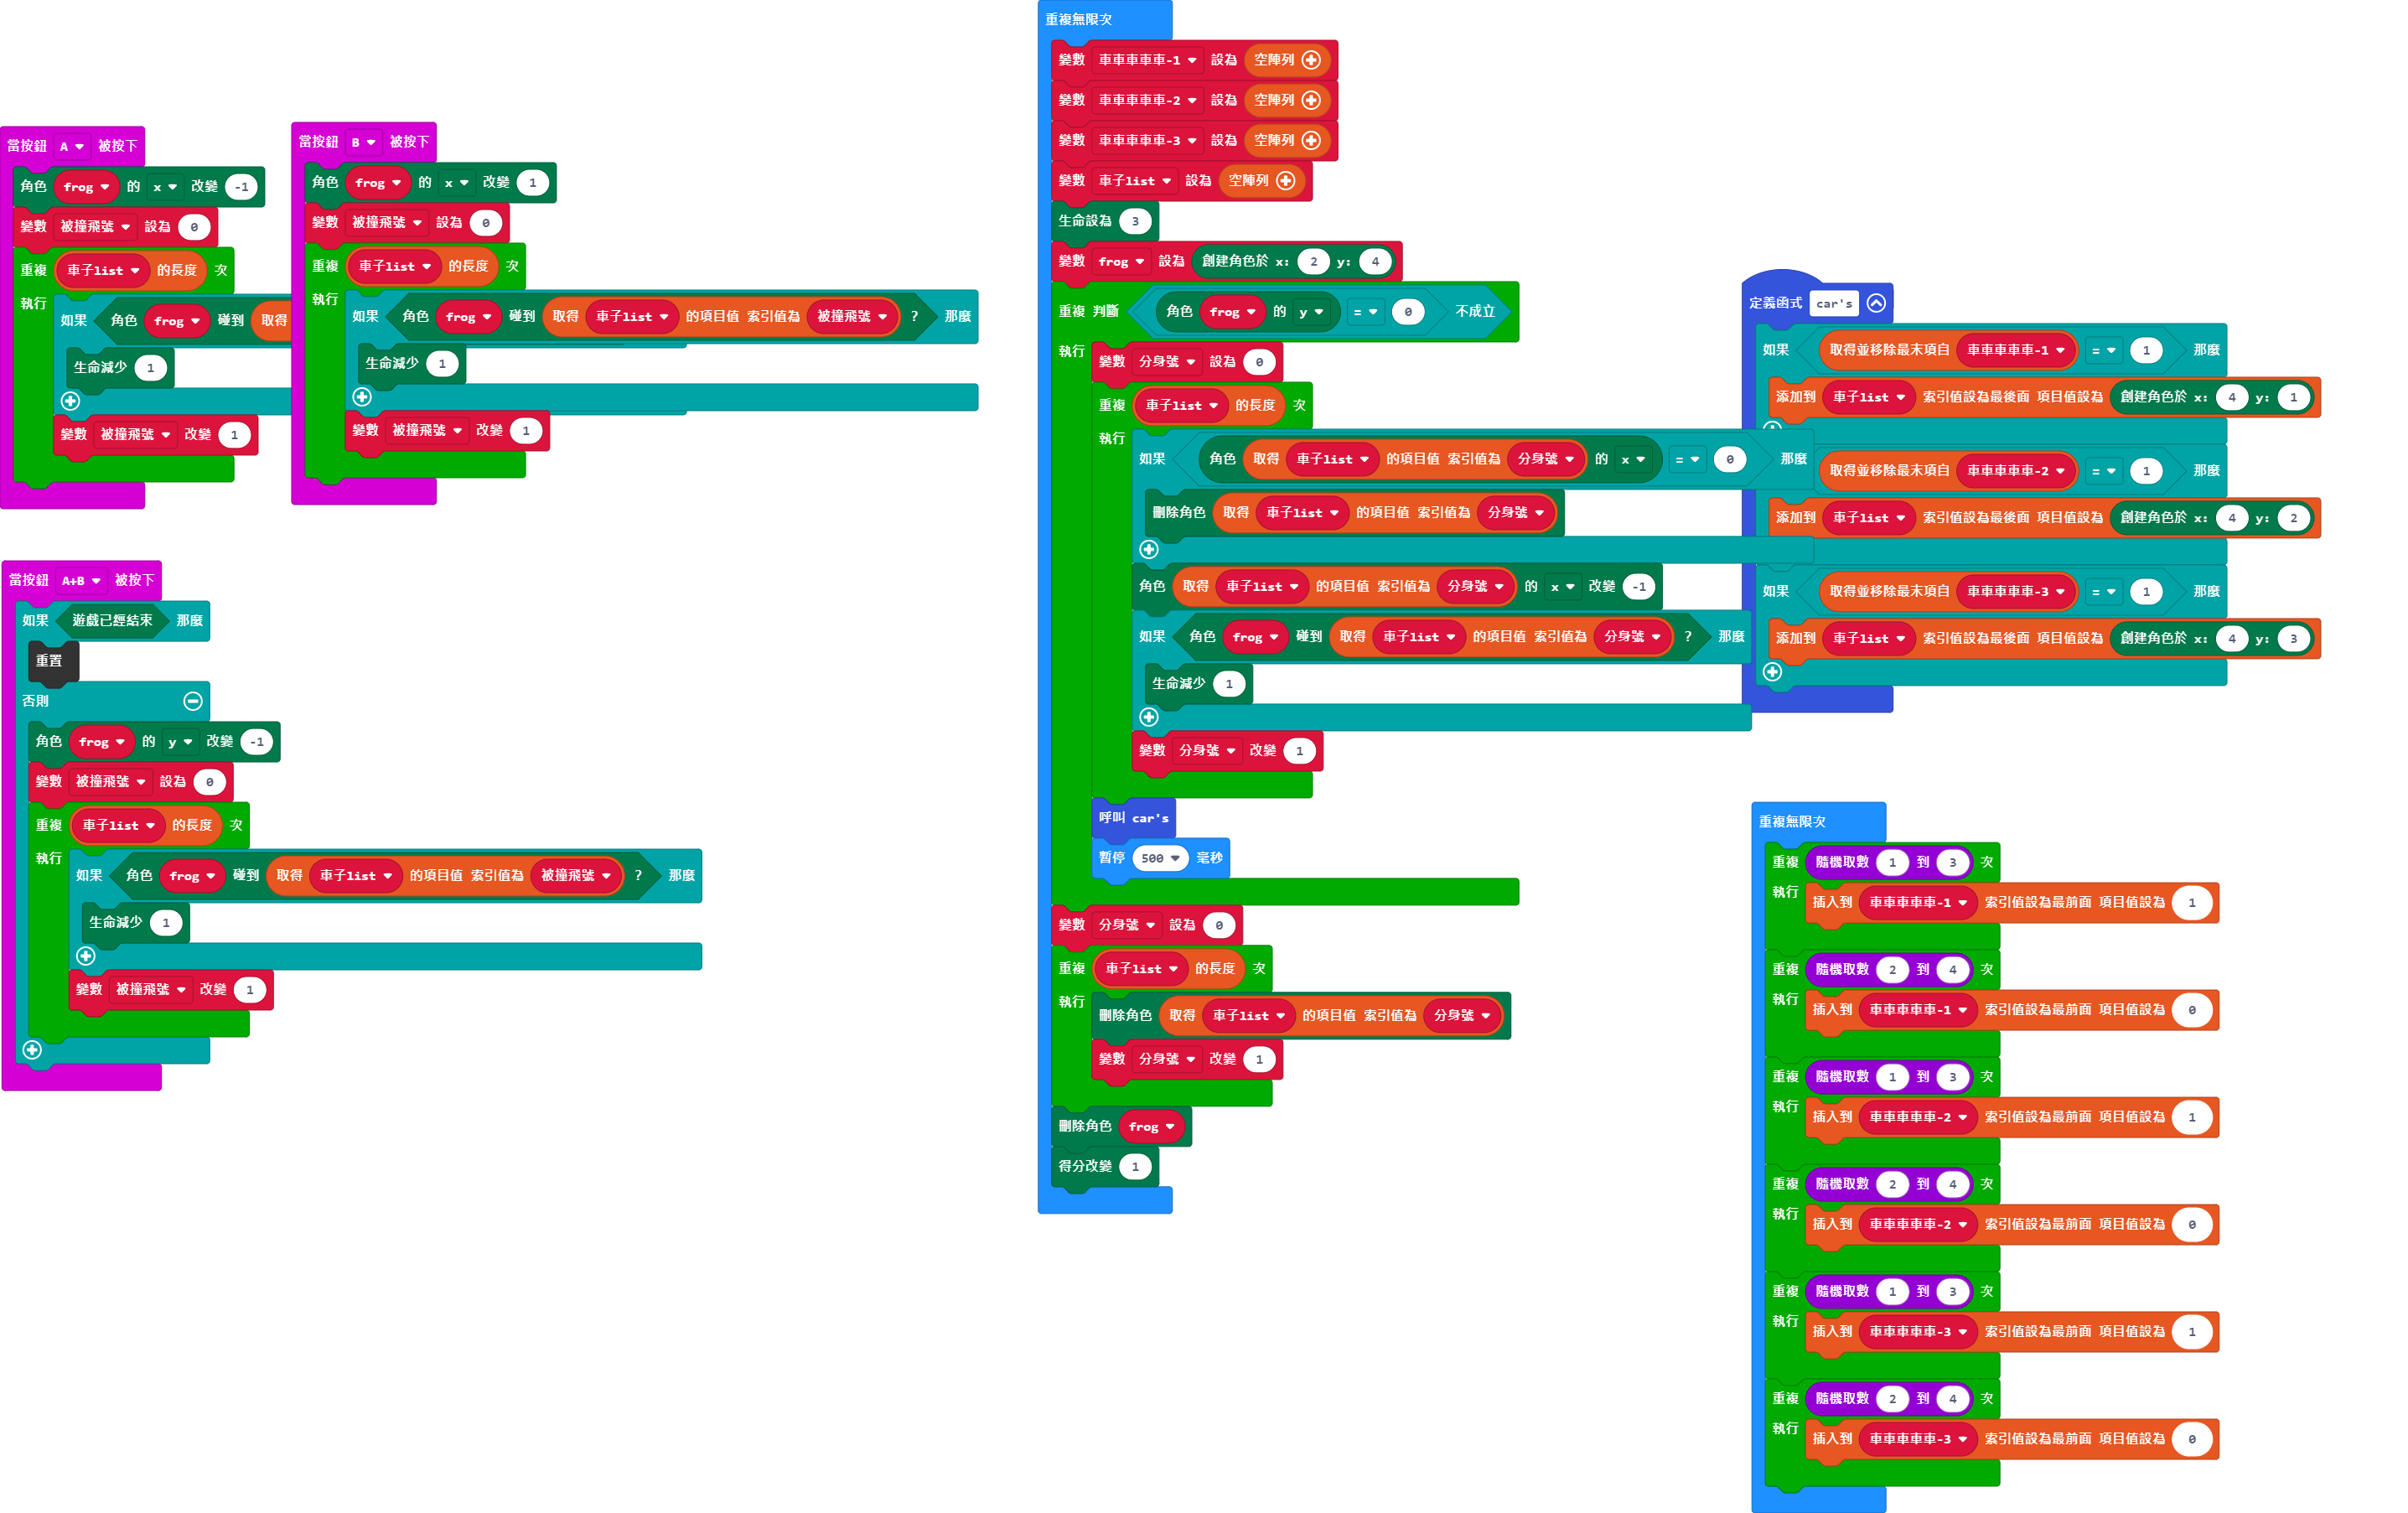 當按鈕 A 被按下
角色 frog 的 x 改變 -1
變數 被撞飛號 設為 0
重複 車子list 的長度 次
執行
如果 角色 frog 碰到 取得
生命減少 1
變數 被撞飛號 改變 1
當按鈕 B 被按下
角色 frog 的 x 改變 1
變數 被撞飛號 設為 0
重複 車子list 的長度 次
執行
如果 角色 frog 碰到 取得 車子list 的項目值 索引值為 被撞飛號 ? 那麼
生命減少 1
變數 被撞飛號 改變 1
當按鈕 A+B 被按下
如果 遊戲已經結束 那麼
重置
否則
角色 frog 的 y 改變 -1
變數 被撞飛號 設為 0
重複 車子list 的長度 次
執行
如果 角色 frog 碰到 取得 車子list 的項目值 索引值為 被撞飛號 ? 那麼
生命減少 1
變數 被撞飛號 改變 1
重複無限次
變數 車車車車車-1 設為 空陣列
變數 車車車車車-2 設為 空陣列
變數 車車車車車-3 設為 空陣列
變數 車子list 設為 空陣列
生命設為 3
變數 frog 設為 創建角色於 x: 2 y: 4
重複 判斷 角色 frog 的 y = 0 不成立
執行
變數 分身號 設為 0
重複 車子list 的長度 次
執行
如果 角色 取得 車子list 的項目值 索引值為 分身號 的 x = 0 那麼
刪除角色 取得 車子list 的項目值 索引值為 分身號
角色 取得 車子list 的項目值 索引值為 分身號 的 x 改變 -1
如果 角色 frog 碰到 取得 車子list 的項目值 索引值為 分身號 ? 那麼
生命減少 1
變數 分身號 改變 1
呼叫 car's
暫停 500 毫秒
變數 分身號 設為 0
重複 車子list 的長度 次
執行
刪除角色 取得 車子list 的項目值 索引值為 分身號
變數 分身號 改變 1
刪除角色 frog
得分改變 1
定義函式 car's
如果 取得並移除最末項自 車車車車車-1 = 1 那麼
添加到 車子list 索引值設為最後面 項目值設為 創建角色於 x: 4 y: 1
取得並移除最末項自 車車車車車-2 = 1 那麼
添加到 車子list 索引值設為最後面 項目值設為 創建角色於 x: 4 y: 2
如果 取得並移除最末項自 車車車車車-3 = 1 那麼
添加到 車子list 索引值設為最後面 項目值設為 創建角色於 x: 4 y: 3
重複無限次
重複 隨機取數 1 到 3 次
執行
插入到 車車車車車-1 索引值設為最前面 項目值設為 1
重複 隨機取數 2 到 4 次
執行
插入到 車車車車車-1 索引值設為最前面 項目值設為 0
重複 隨機取數 1 到 3 次
執行
插入到 車車車車車-2 索引值設為最前面 項目值設為 1
重複 隨機取數 2 到 4 次
執行
插入到 車車車車車-2 索引值設為最前面 項目值設為 0
重複 隨機取數 1 到 3 次
執行
插入到 車車車車車-3 索引值設為最前面 項目值設為 1
重複 隨機取數 2 到 4 次
執行
插入到 車車車車車-3 索引值設為最前面 項目值設為 0